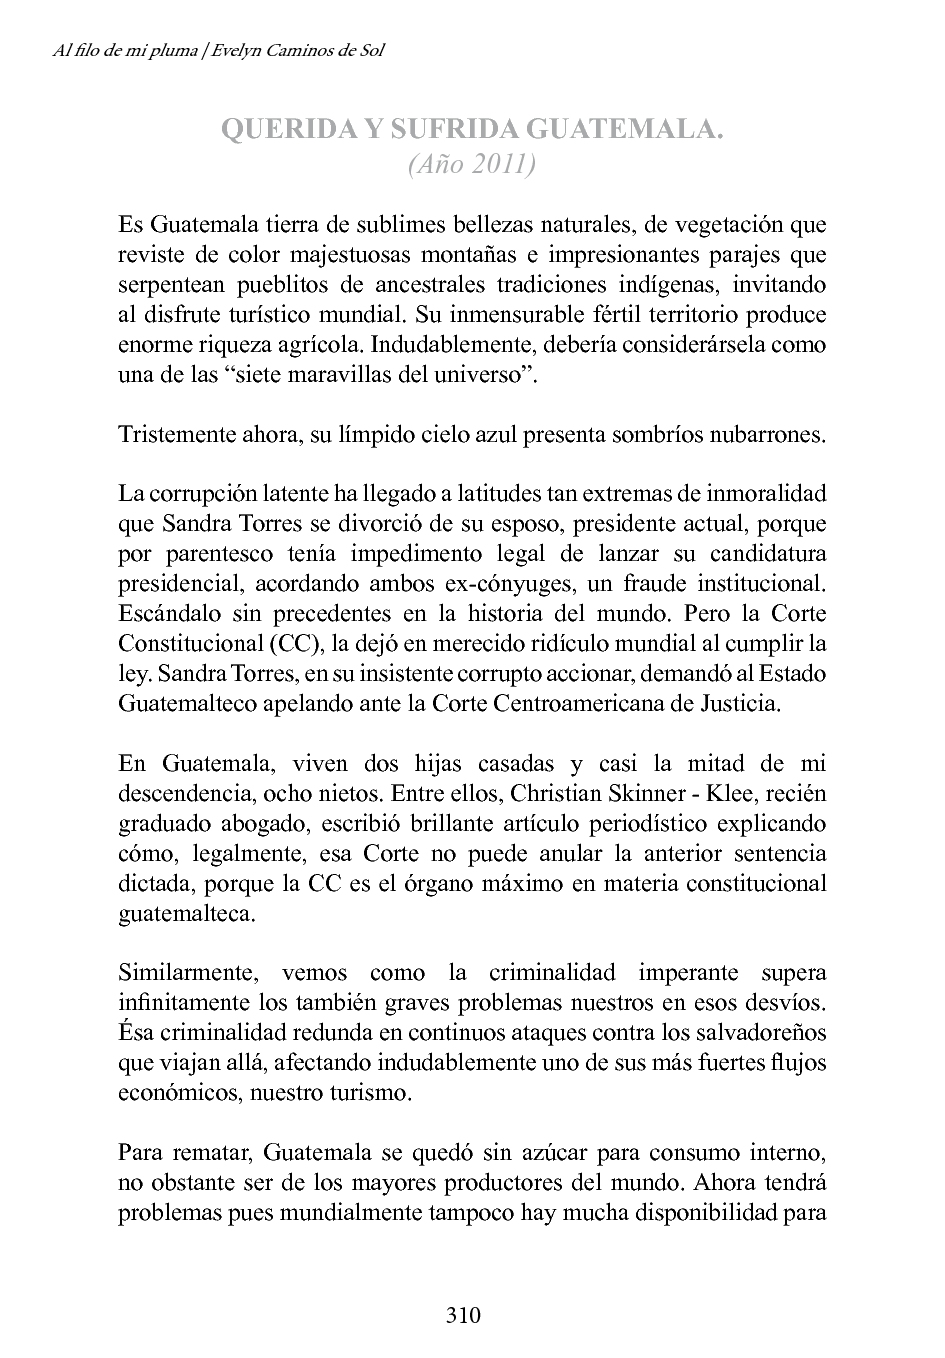 Al filo de mi pluma | Evelyn Caminos de Sol
QUERIDA Y SUFRIDA GUATEMALA.
(Año 2011)
Es Guatemala tierra de sublimes bellezas naturales, de vegetación que
reviste de color majestuosas montañas e impresionantes parajes que
serpentean pueblitos de ancestrales tradiciones indígenas, invitando
al disfrute turístico mundial. Su inmensurable fértil territorio produce
enorme riqueza agrícola. Indudablemente, debería considerársela como
una de las “siete maravillas del universo”.
Tristemente ahora, su límpido cielo azul presenta sombríos nubarrones.
La corrupción latente ha llegado a latitudes tan extremas de inmoralidad
que Sandra Torres se divorció de su esposo, presidente actual, porque
por parentesco tenía impedimento legal de lanzar su candidatura
presidencial, acordando ambos ex-cónyuges, un fraude institucional.
Escándalo sin precedentes en la historia del mundo. Pero la Corte
Constitucional (CC), la dejó en merecido ridículo mundial al cumplir la
ley. Sandra Torres, en su insistente corrupto accionar, demandó al Estado
Guatemalteco apelando ante la Corte Centroamericana de Justicia.
En Guatemala, viven dos hijas casadas y casi la mitad de mi
descendencia, ocho nietos. Entre ellos, Christian Skinner - Klee, recién
graduado abogado, escribió brillante artículo periodístico explicando
cómo, legalmente, esa Corte no puede anular la anterior sentencia
dictada, porque la CC es el órgano máximo en materia constitucional
guatemalteca.
Similarmente, vemos como la criminalidad imperante supera
infinitamente los también graves problemas nuestros en esos desvíos.
Ésa criminalidad redunda en continuos ataques contra los salvadoreños
que viajan allá, afectando indudablemente uno de sus más fuertes flujos
económicos, nuestro turismo.
Para rematar, Guatemala se quedó sin azúcar para consumo interno,
no obstante ser de los mayores productores del mundo. Ahora tendrá
problemas pues mundialmente tampoco hay mucha disponibilidad para
310